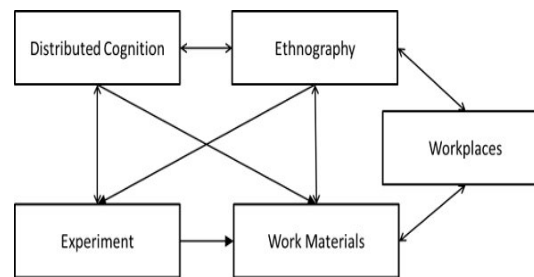 Distributed Cognition
Ethnography
Workplaces
Experiment
Work Materials